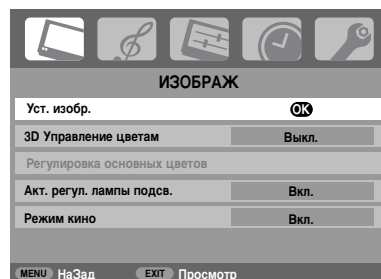 ИЗОБРАЖ
Уст. изобр. OK
3D Управление цветам Выкл.
Регулировка основных цветов
Акт. регул. лампы подсв. Вкл.
Режим кино Вкл.
MENU НаЗад EXIT Просмотр